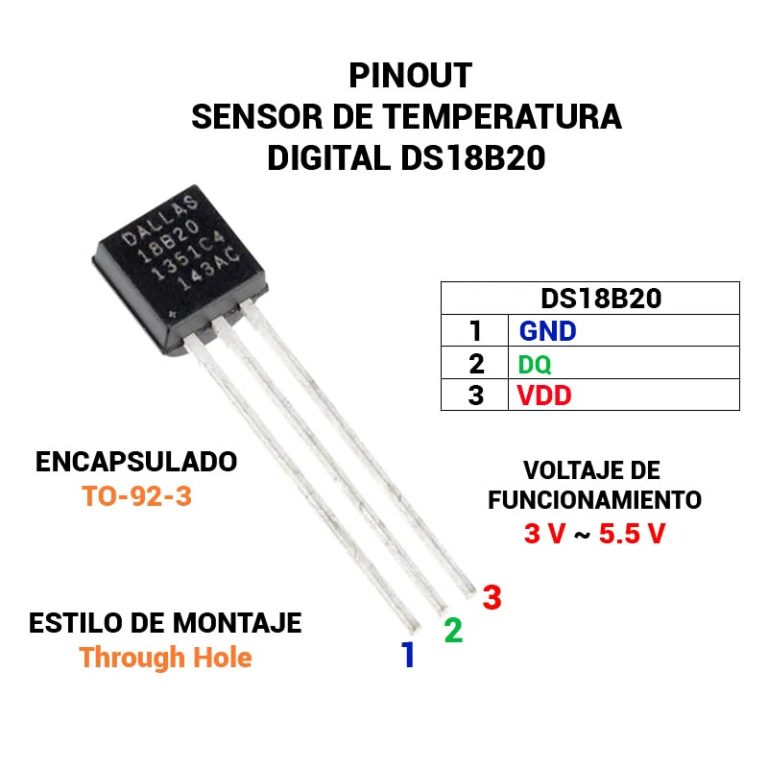 PINOUT
SENSOR DE TEMPERATURA
DIGITAL DS18B20
DALLAS
18B20
1351C4
143AC
DS18B20
1 GND
2 DQ
3 VDD
ENCAPSULADO
TO-92-3
VOLTAJE DE
FUNCIONAMIENTO
3 V ~ 5.5 V
ESTILO DE MONTAJE
Through Hole
1
2
3